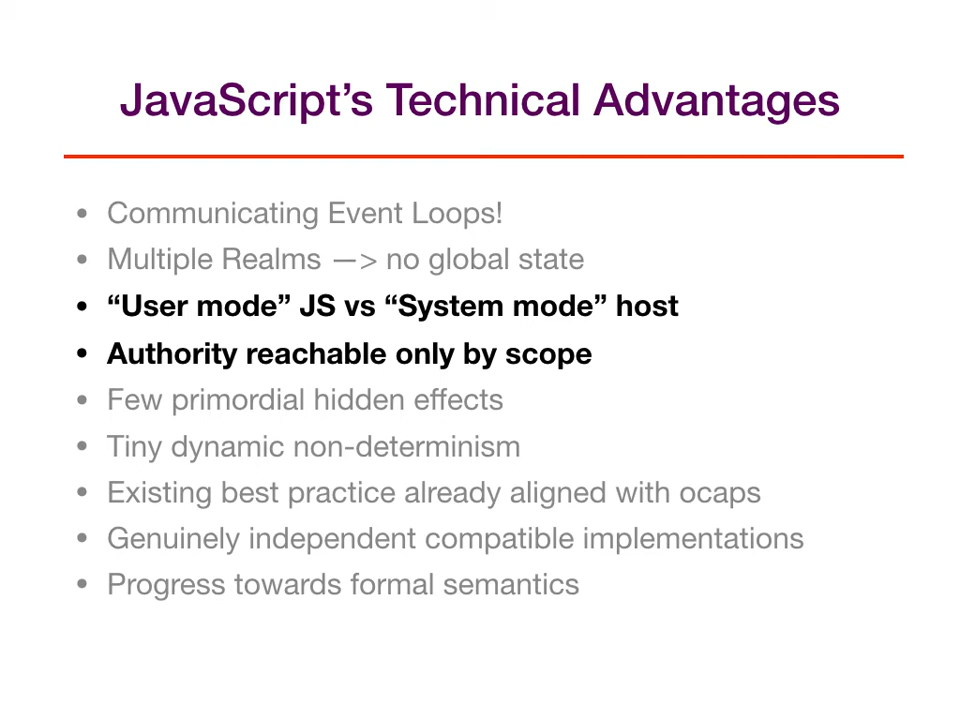 JavaScript’s Technical Advantages
• Communicating Event Loops!
• Multiple Realms —> no global state
• “User mode” JS vs “System mode” host
• Authority reachable only by scope
• Few primordial hidden effects
• Tiny dynamic non-determinism
• Existing best practice already aligned with ocaps
• Genuinely independent compatible implementations
• Progress towards formal semantics